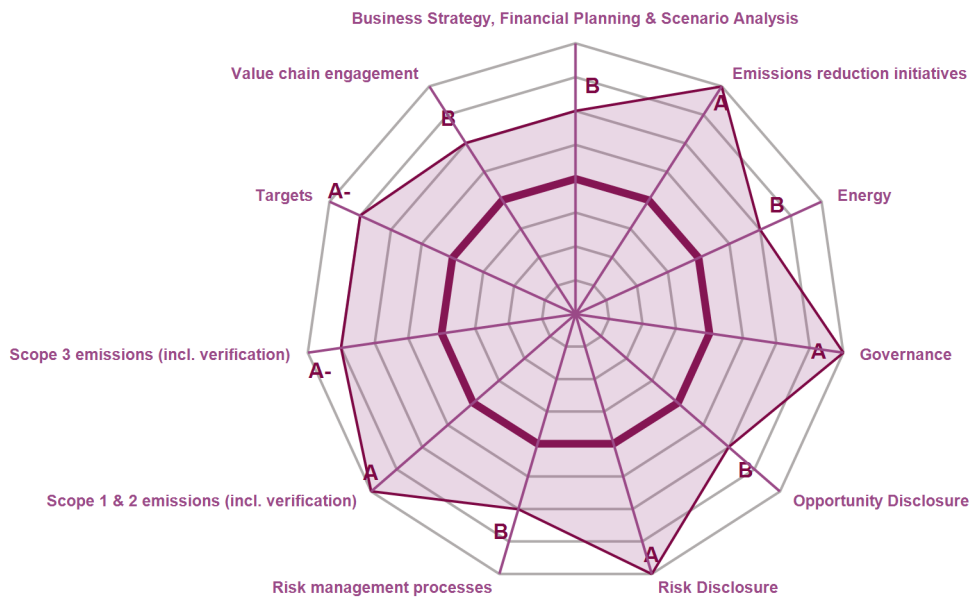 Business Strategy, Financial Planning & Scenario Analysis
Value chain engagement
Emissions reduction initiatives
B
A
B
Targets
A-
B
Energy
Scope 3 emissions (incl. verification)
A-
A
Governance
Scope 1 & 2 emissions (incl. verification)
A
B
Opportunity Disclosure
B
A
Risk management processes
Risk Disclosure